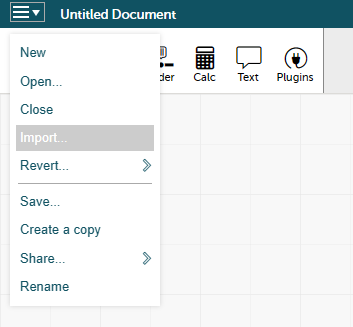 Untitled Document
New
Open...
Close
Import...
Revert...
Save...
Create a copy
Share...
Rename
Calc
Text
Plugins